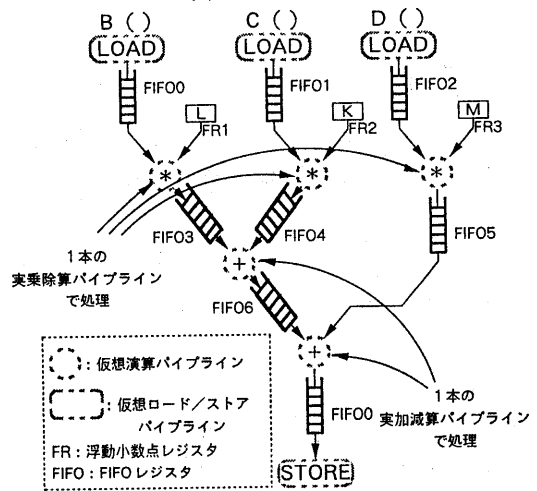 B () C () D ()
LOAD LOAD LOAD
FIFO0 FIFO1 FIFO2
L K M
FR1 FR2 FR3
* * *
FIFO3 FIFO4 FIFO5
1本の
実乗除算パイプライン
で処理
+
FIFO6
+
1本の
実加減算パイプライン
で処理
FIFO0
STORE
：仮想演算パイプライン
：仮想ロード／ストア
パイプライン
FR：浮動小数点レジスタ
FIFO：FIFOレジスタ